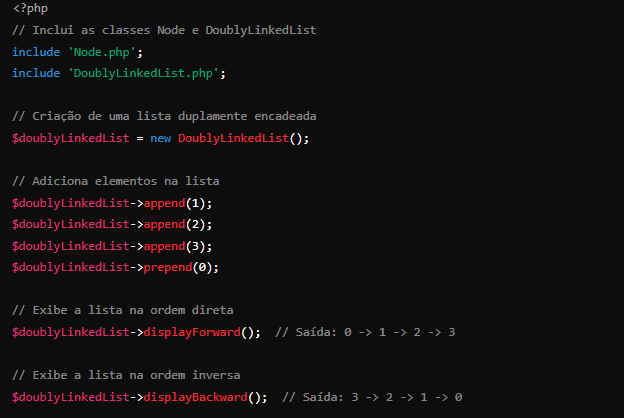 <?php
// Inclui as classes Node e DoublyLinkedList
include 'Node.php';
include 'DoublyLinkedList.php';
// Criação de uma lista duplamente encadeada
$doublyLinkedList = new DoublyLinkedList();
// Adiciona elementos na lista
$doublyLinkedList->append(1);
$doublyLinkedList->append(2);
$doublyLinkedList->append(3);
$doublyLinkedList->prepend(0);
// Exibe a lista na ordem direta
$doublyLinkedList->displayForward();  // Saída: 0 -> 1 -> 2 -> 3
// Exibe a lista na ordem inversa
$doublyLinkedList->displayBackward();  // Saída: 3 -> 2 -> 1 -> 0